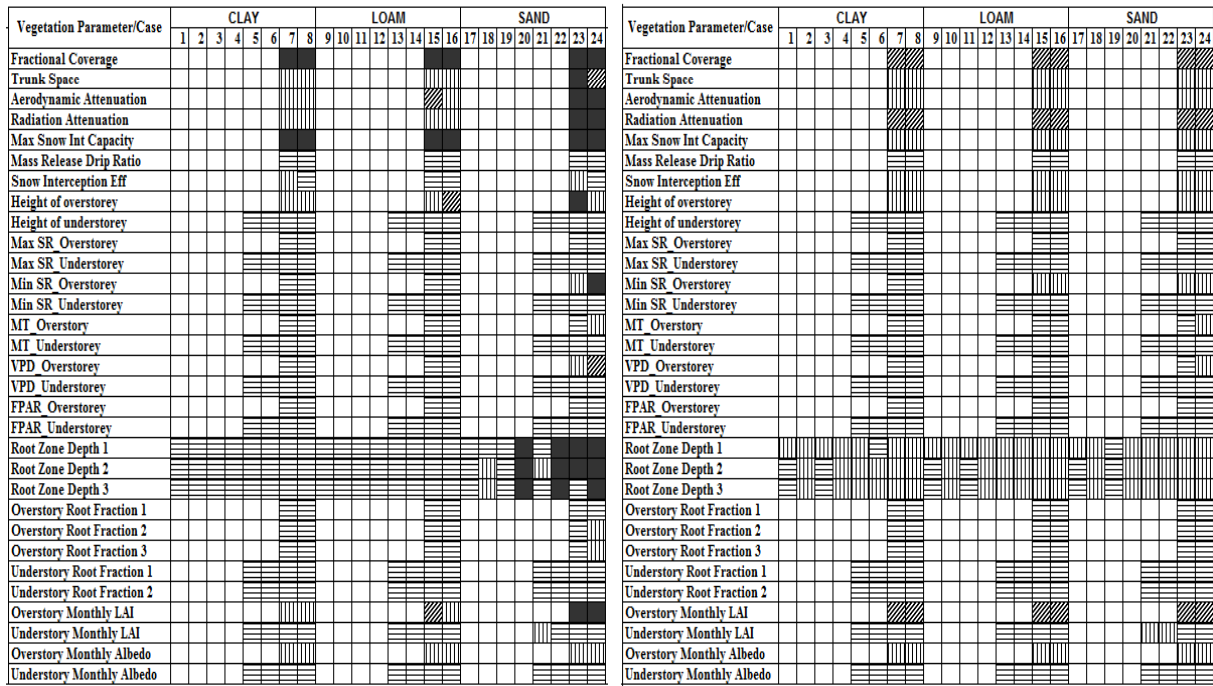 Vegetation Parameter/Case CLAY LOAM SAND
1 2 3 4 5 6 7 8 9 10 11 12 13 14 15 16 17 18 19 20 21 22 23 24
Fractional Coverage
Trunk Space
Aerodynamic Attenuation
Radiation Attenuation
Max Snow Int Capacity
Mass Release Drip Ratio
Snow Interception Eff
Height of overstorey
Height of understorey
Max SR_Overstorey
Max SR_Understorey
Min SR_Overstorey
Min SR_Understorey
MT_Overstory
MT_Understorey
VPD_Overstorey
VPD_Understorey
FPAR_Overstorey
FPAR_Understorey
Root Zone Depth 1
Root Zone Depth 2
Root Zone Depth 3
Overstory Root Fraction 1
Overstory Root Fraction 2
Overstory Root Fraction 3
Understory Root Fraction 1
Understory Root Fraction 2
Overstory Monthly LAI
Understory Monthly LAI
Overstory Monthly Albedo
Understory Monthly Albedo
Vegetation Parameter/Case CLAY LOAM SAND
1 2 3 4 5 6 7 8 9 10 11 12 13 14 15 16 17 18 19 20 21 22 23 24
Fractional Coverage
Trunk Space
Aerodynamic Attenuation
Radiation Attenuation
Max Snow Int Capacity
Mass Release Drip Ratio
Snow Interception Eff
Height of overstorey
Height of understorey
Max SR_Overstorey
Max SR_Understorey
Min SR_Overstorey
Min SR_Understorey
MT_Overstory
MT_Understorey
VPD_Overstorey
VPD_Understorey
FPAR_Overstorey
FPAR_Understorey
Root Zone Depth 1
Root Zone Depth 2
Root Zone Depth 3
Overstory Root Fraction 1
Overstory Root Fraction 2
Overstory Root Fraction 3
Understory Root Fraction 1
Understory Root Fraction 2
Overstory Monthly LAI
Understory Monthly LAI
Overstory Monthly Albedo
Understory Monthly Albedo